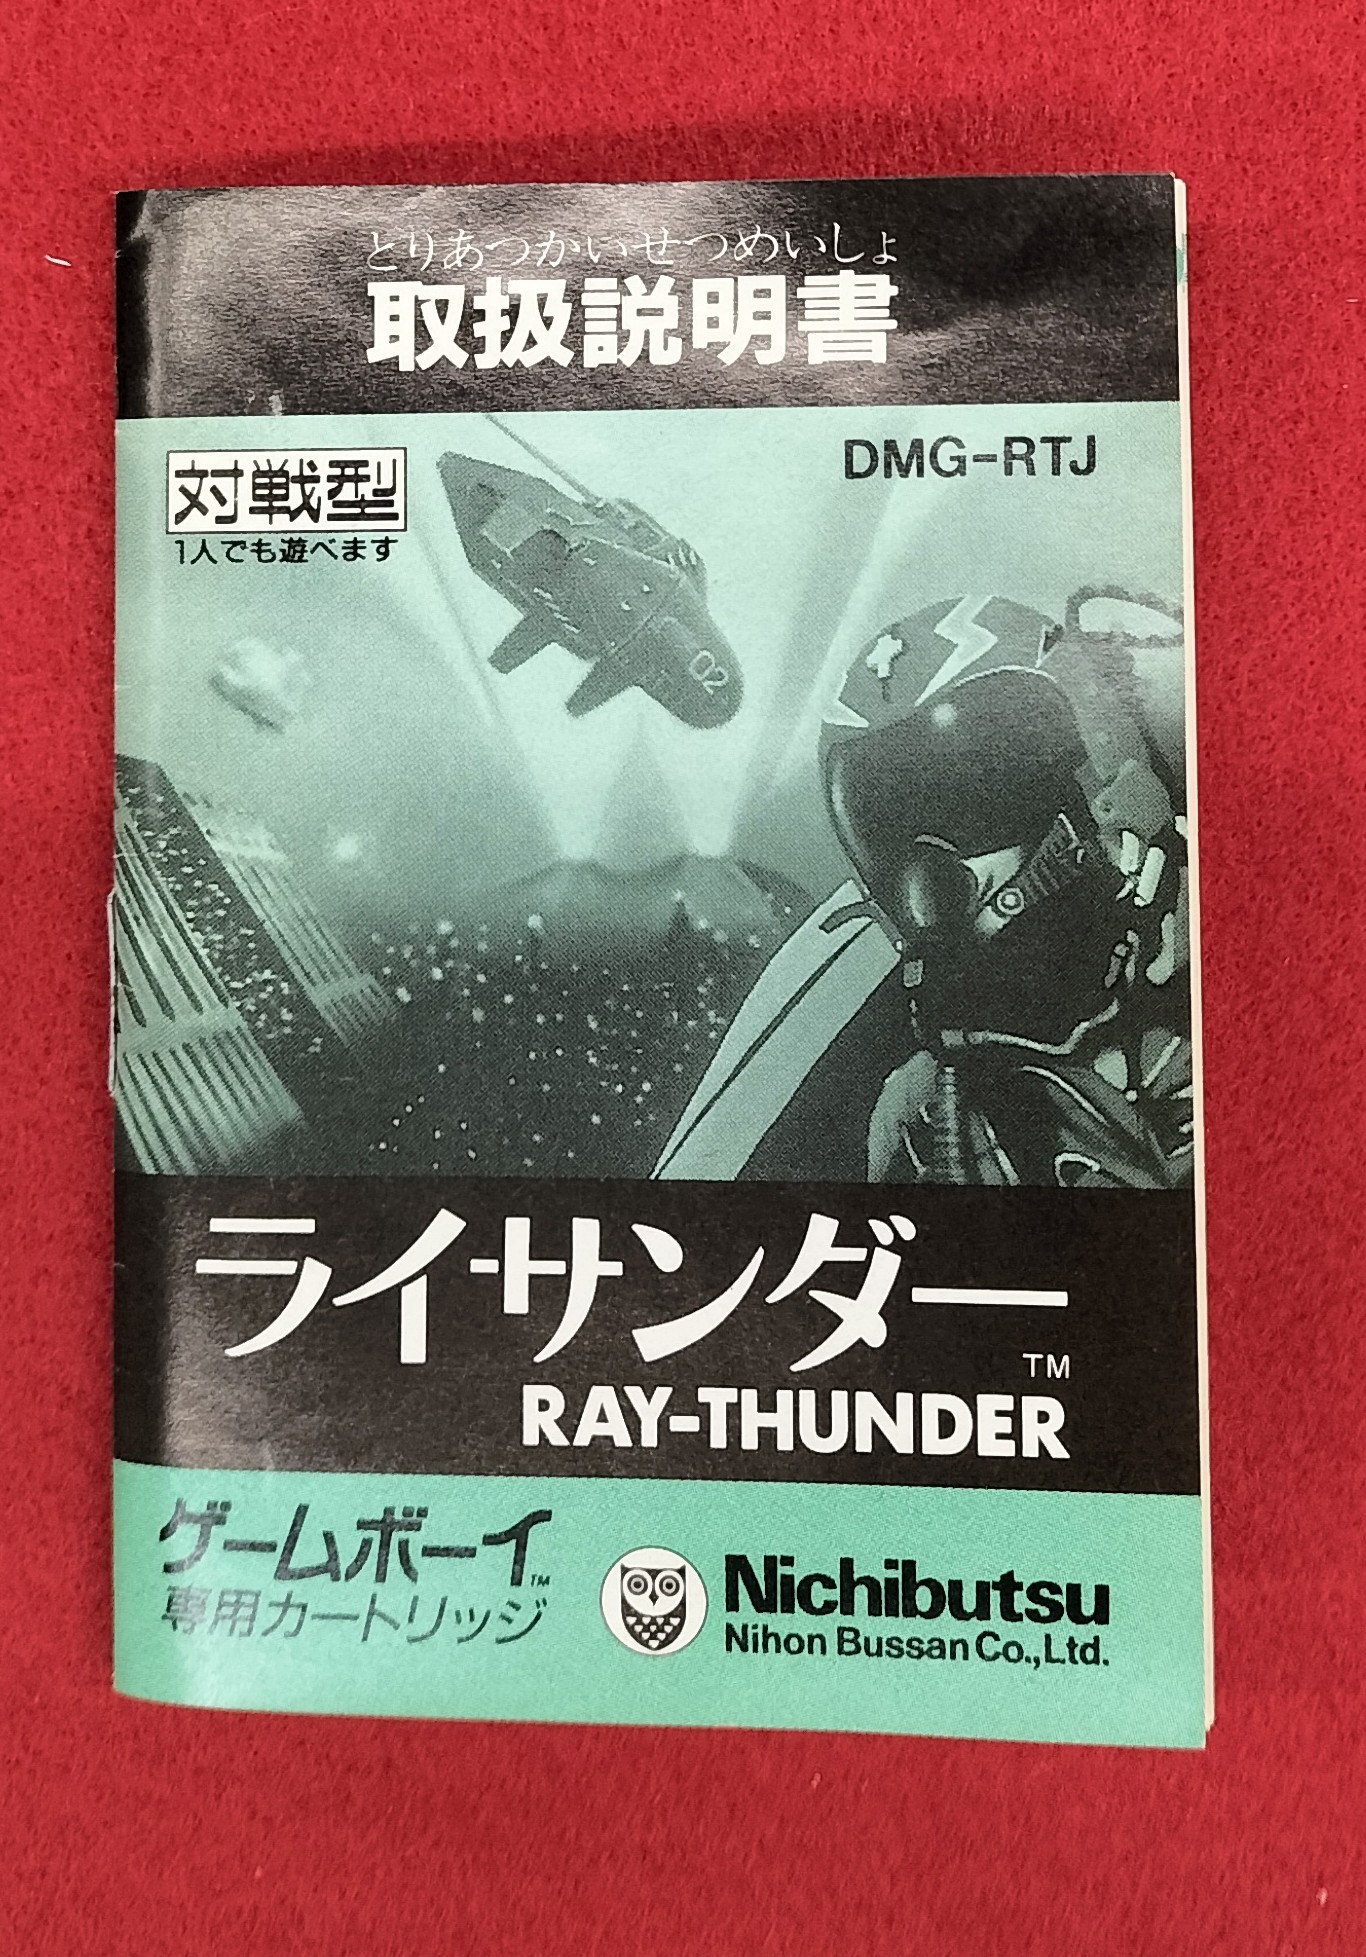 とりあつかいせつめいしょ
取扱説明書
DMG-RTJ
対戦型
1人でも遊べます
02
ライサンダー
TM
RAY-THUNDER
ゲームボーイTM
専用カートリッジ
Nichibutsu
Nihon Bussan Co.,Ltd.